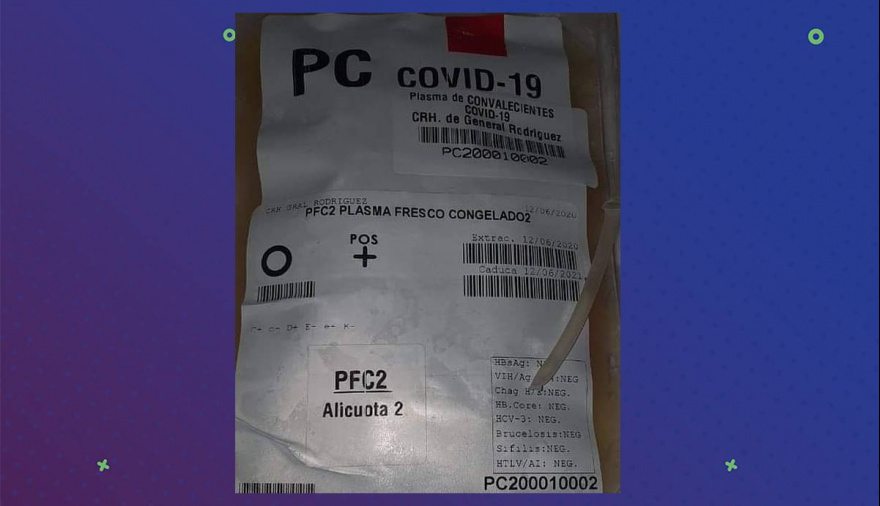 PC COVID-19
Plasma de CONVALECIENTES
COVID-19
CRH. de General Rodriguez
PC200010002
CRH GRAL RODRIGUEZ 12/06/2020
PFC2 PLASMA FRESCO CONGELADO2
O POS +
Extrac. 12/06/2020
Caduca 12/06/2021
C+ c- D+ E- e+ K-
PFC2
Alicuota 2
HBsAg:
VIH/Ag :NEG
Chag H/E:NEG.
HB.Core: NEG.
HCV-3: NEG.
Brucelosis:NEG
Sifilis:NEG.
HTLV/AI: NEG.
PC200010002